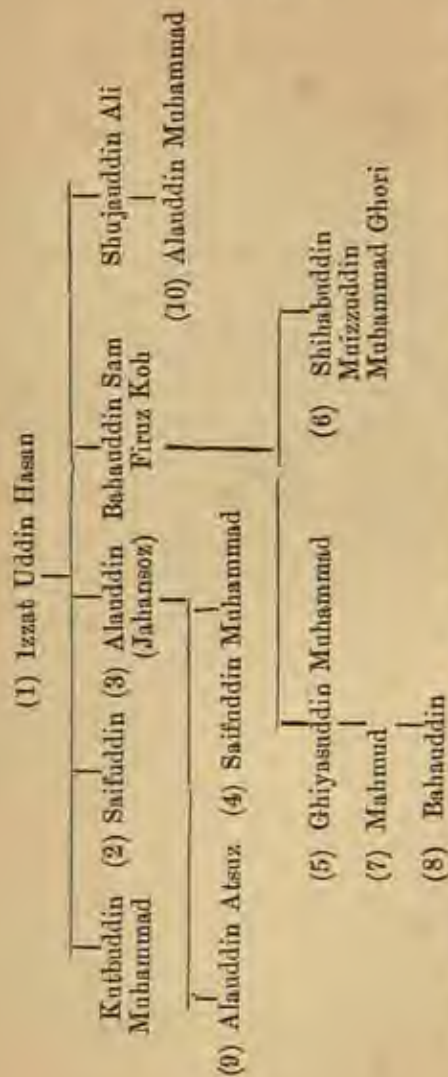 (1) Izzat Uddin Hasan
Kutbuddin (2) Saifuddin (3) Alauddin Bahauddin Sam Shujauddin Ali
Muhammad (Jahansoz) Firuz Koh
(10) Alauddin Muhammad
(9) Alauddin Atsuz (4) Saifuddin Muhammad
(5) Ghiyasuddin Muhammad (6) Shihabuddin
Muizzuddin
(7) Mahmud Muhammad Ghori
(8) Bahauddin